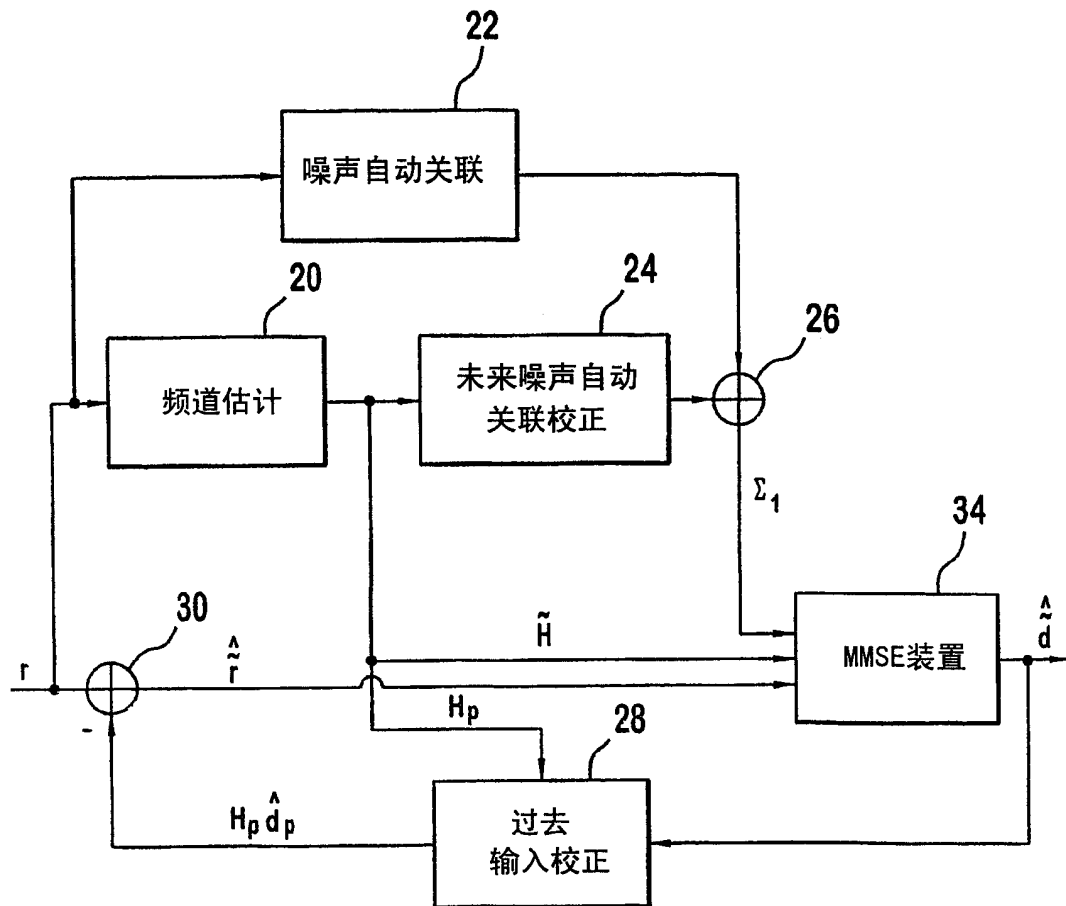 22
噪声自动关联
20
频道估计
24
未来噪声自动
关联校正
26
Σ₁
34
MMSE装置
d̃̂
30
r
r̃̂
H̃
-
Hₚ
28
过去
输入校正
Hₚ d̂ₚ